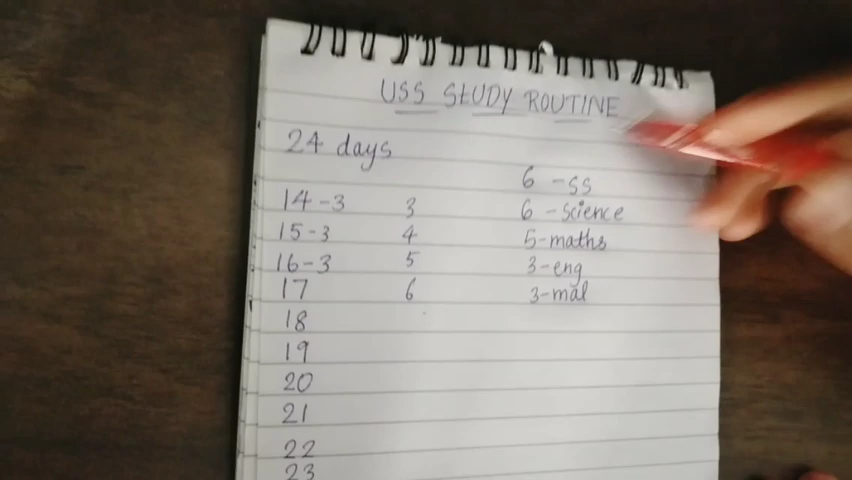 USS STUDY ROUTINE
24 days
6 - SS
14-3 3 6 - Science
15-3 4 5-maths
16-3 5 3-eng
17 6 3-mal
18
19
20
21
22
23